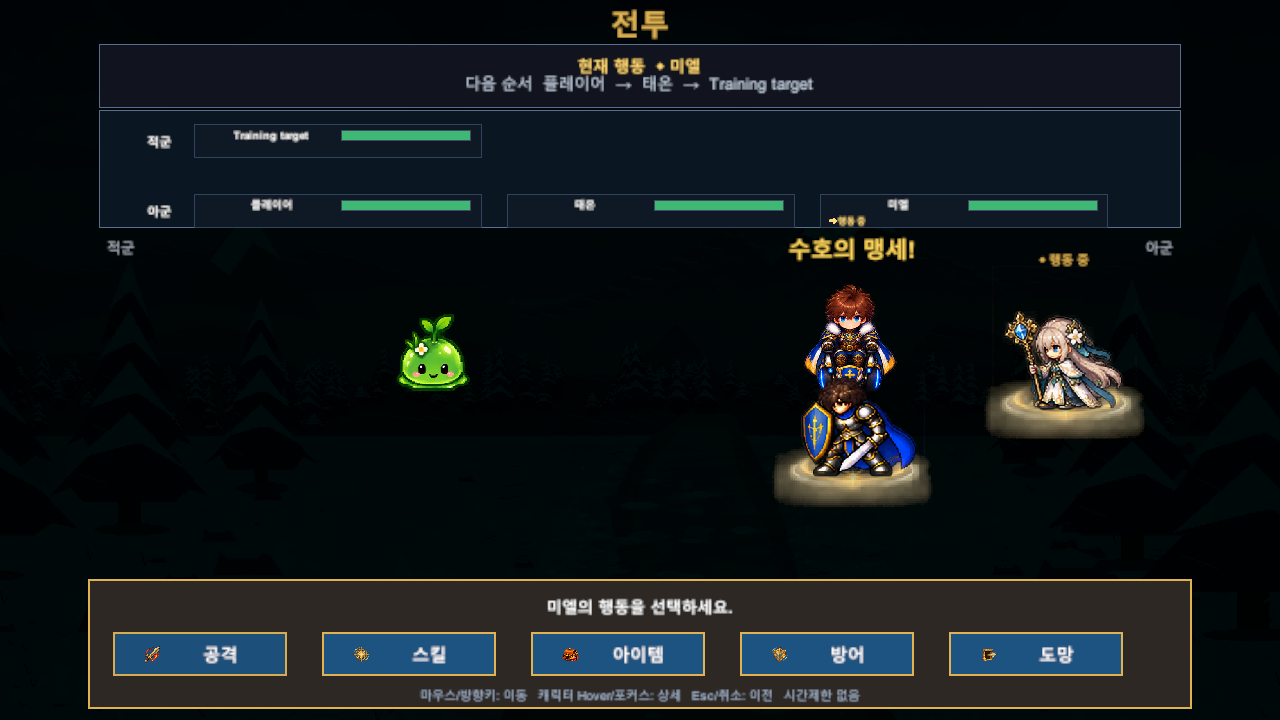 전투
현재 행동 ◆ 미엘
다음 순서 플레이어 → 태온 → Training target
적군 Training target
아군 플레이어 태온 미엘
➔행동 중
적군 수호의 맹세! ◆ 행동 중 아군
미엘의 행동을 선택하세요.
공격 스킬 아이템 방어 도망
마우스/방향키: 이동 캐릭터 Hover/포커스: 상세 Esc/취소: 이전 시간제한 없음